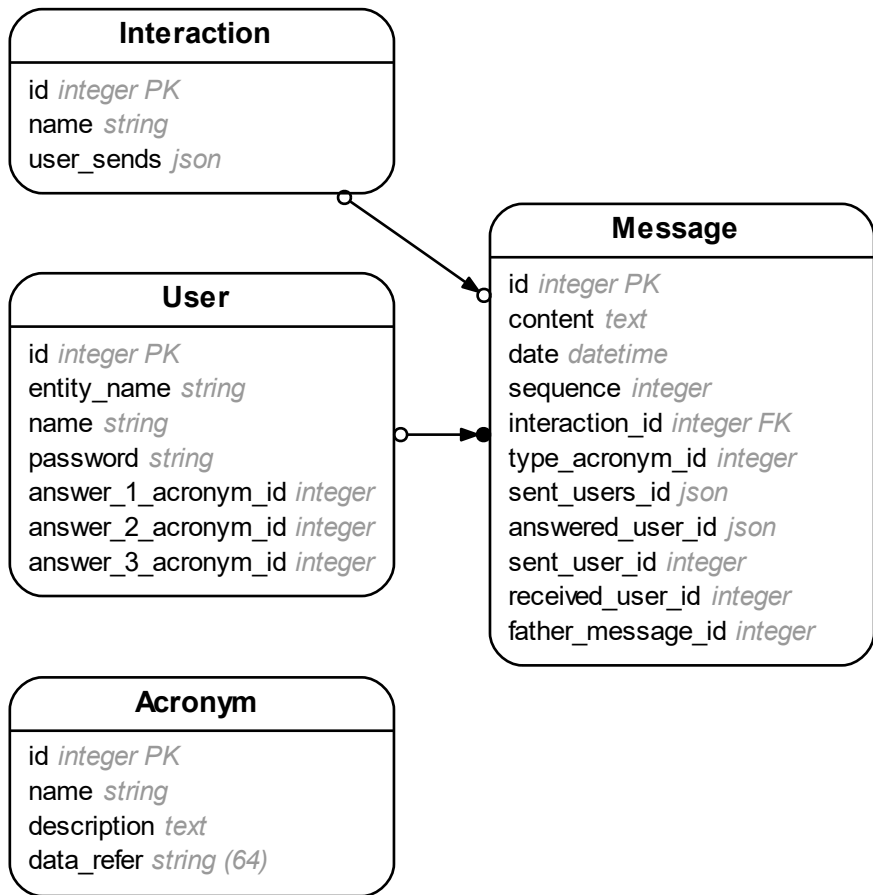 Interaction
id integer PK
name string
user_sends json
User
id integer PK
entity_name string
name string
password string
answer_1_acronym_id integer
answer_2_acronym_id integer
answer_3_acronym_id integer
Message
id integer PK
content text
date datetime
sequence integer
interaction_id integer FK
type_acronym_id integer
sent_users_id json
answered_user_id json
sent_user_id integer
received_user_id integer
father_message_id integer
Acronym
id integer PK
name string
description text
data_refer string (64)